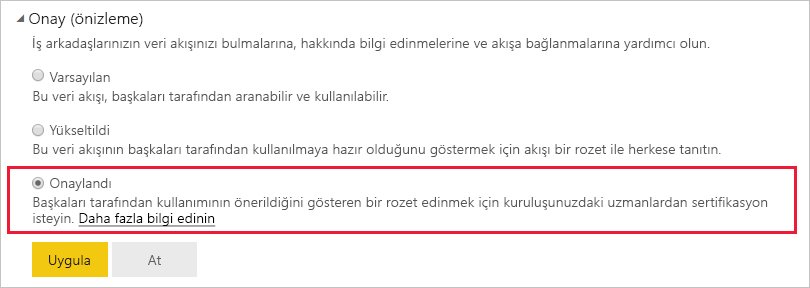 Onay (önizleme)
İş arkadaşlarınızın veri akışınızı bulmalarına, hakkında bilgi edinmelerine ve akışa bağlanmalarına yardımcı olun.
Varsayılan
Bu veri akışı, başkaları tarafından aranabilir ve kullanılabilir.
Yükseltildi
Bu veri akışının başkaları tarafından kullanılmaya hazır olduğunu göstermek için akışı bir rozet ile herkese tanıtın.
Onaylandı
Başkaları tarafından kullanımının önerildiğini gösteren bir rozet edinmek için kuruluşunuzdaki uzmanlardan sertifikasyon
isteyin. Daha fazla bilgi edinin
Uygula
At